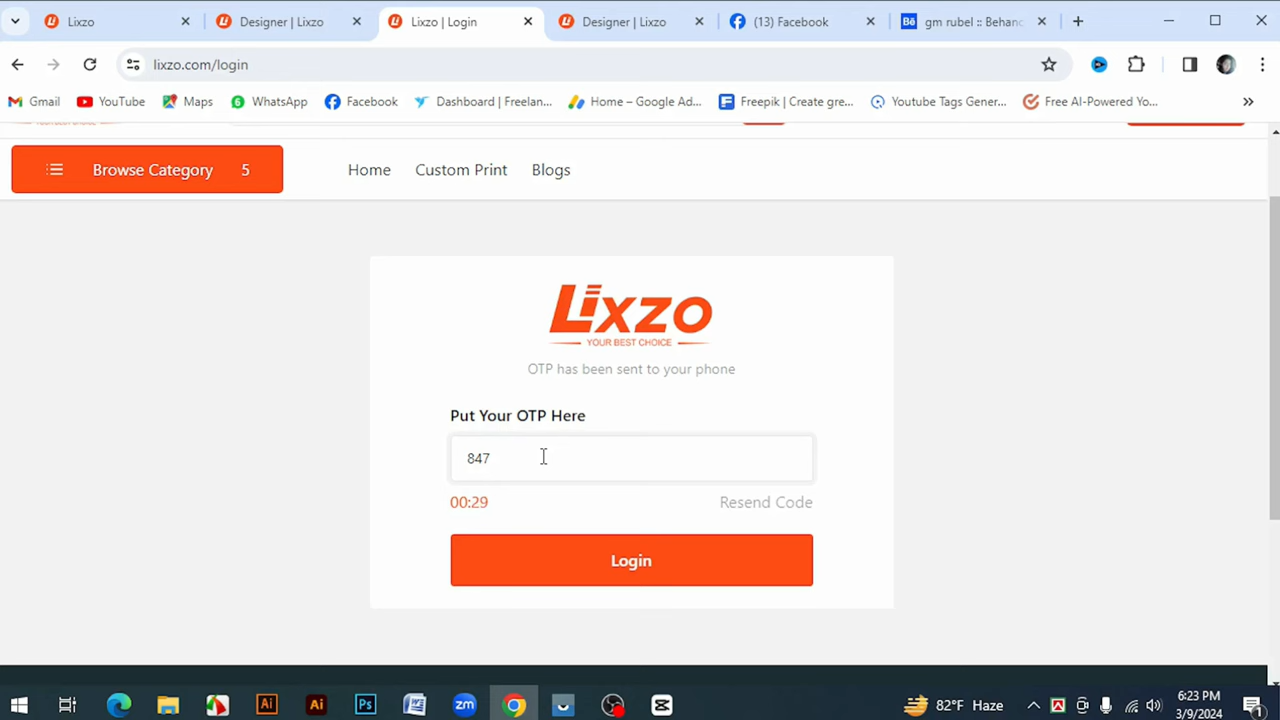 Lixzo
Designer | Lixzo
Lixzo | Login
Designer | Lixzo
(13) Facebook
gm rubel :: Behanc
lixzo.com/login
Gmail
YouTube
Maps
WhatsApp
Facebook
Dashboard | Freelan...
Home – Google Ad...
Freepik | Create gre...
Youtube Tags Gener...
Free AI-Powered Yo...
Browse Category 5
Home
Custom Print
Blogs
Lixzo
YOUR BEST CHOICE
OTP has been sent to your phone
Put Your OTP Here
847
00:29
Resend Code
Login
82°F Haze
6:23 PM
3/9/2024